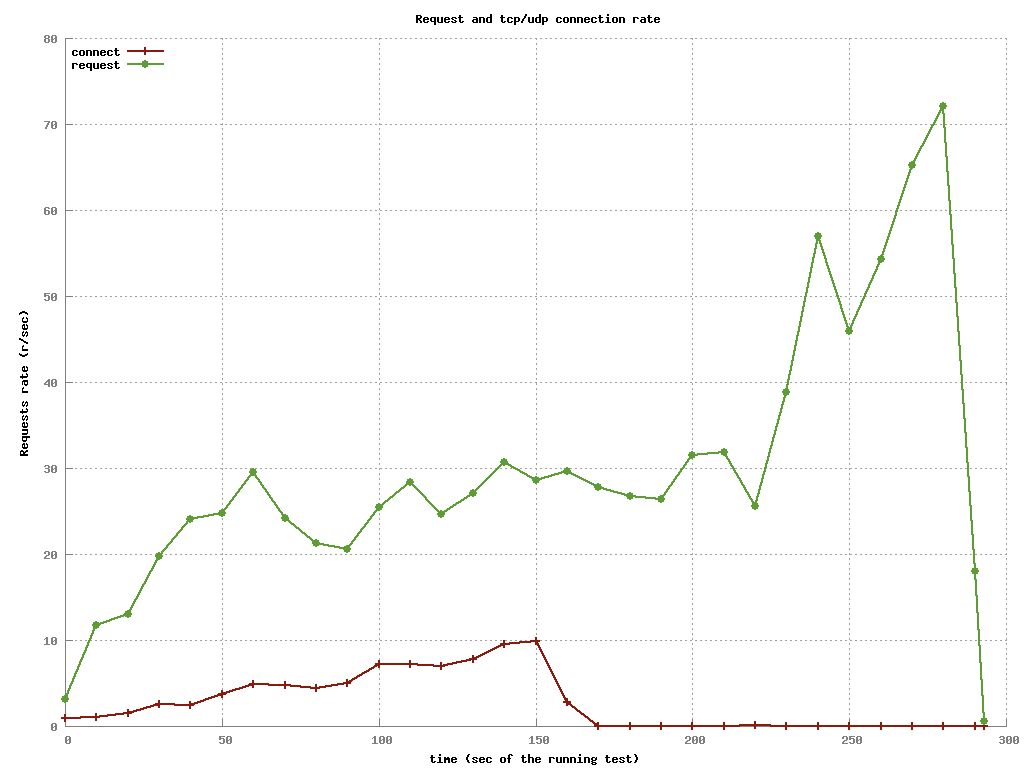 Request and tcp/udp connection rate
80
connect
request
70
60
50
40
30
20
10
0
Requests rate (r/sec)
0 50 100 150 200 250 300
time (sec of the running test)